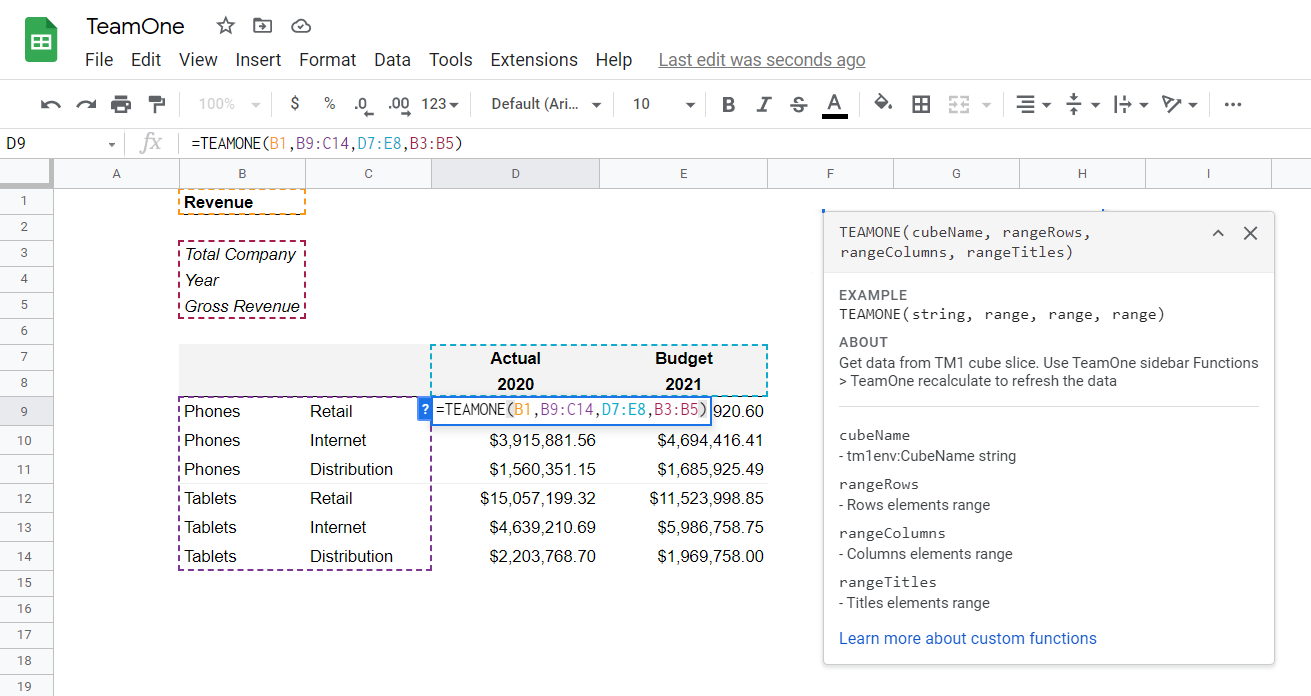 TeamOne
File Edit View Insert Format Data Tools Extensions Help Last edit was seconds ago
100% $ % .0 .00 123 Default (Ari... 10 B I S A ...
D9 fx =TEAMONE(B1,B9:C14,D7:E8,B3:B5)
A B C D E F G H I
1 Revenue
2
3 Total Company
4 Year
5 Gross Revenue
6
7 Actual Budget
8 2020 2021
9 Phones Retail ? =TEAMONE(B1,B9:C14,D7:E8,B3:B5) 920.60
10 Phones Internet $3,915,881.56 $4,694,416.41
11 Phones Distribution $1,560,351.15 $1,685,925.49
12 Tablets Retail $15,057,199.32 $11,523,998.85
13 Tablets Internet $4,639,210.69 $5,986,758.75
14 Tablets Distribution $2,203,768.70 $1,969,758.00
15
16
17
18
19
TEAMONE(cubeName, rangeRows,
rangeColumns, rangeTitles)
EXAMPLE
TEAMONE(string, range, range, range)
ABOUT
Get data from TM1 cube slice. Use TeamOne sidebar Functions
> TeamOne recalculate to refresh the data
cubeName
- tm1env:CubeName string
rangeRows
- Rows elements range
rangeColumns
- Columns elements range
rangeTitles
- Titles elements range
Learn more about custom functions